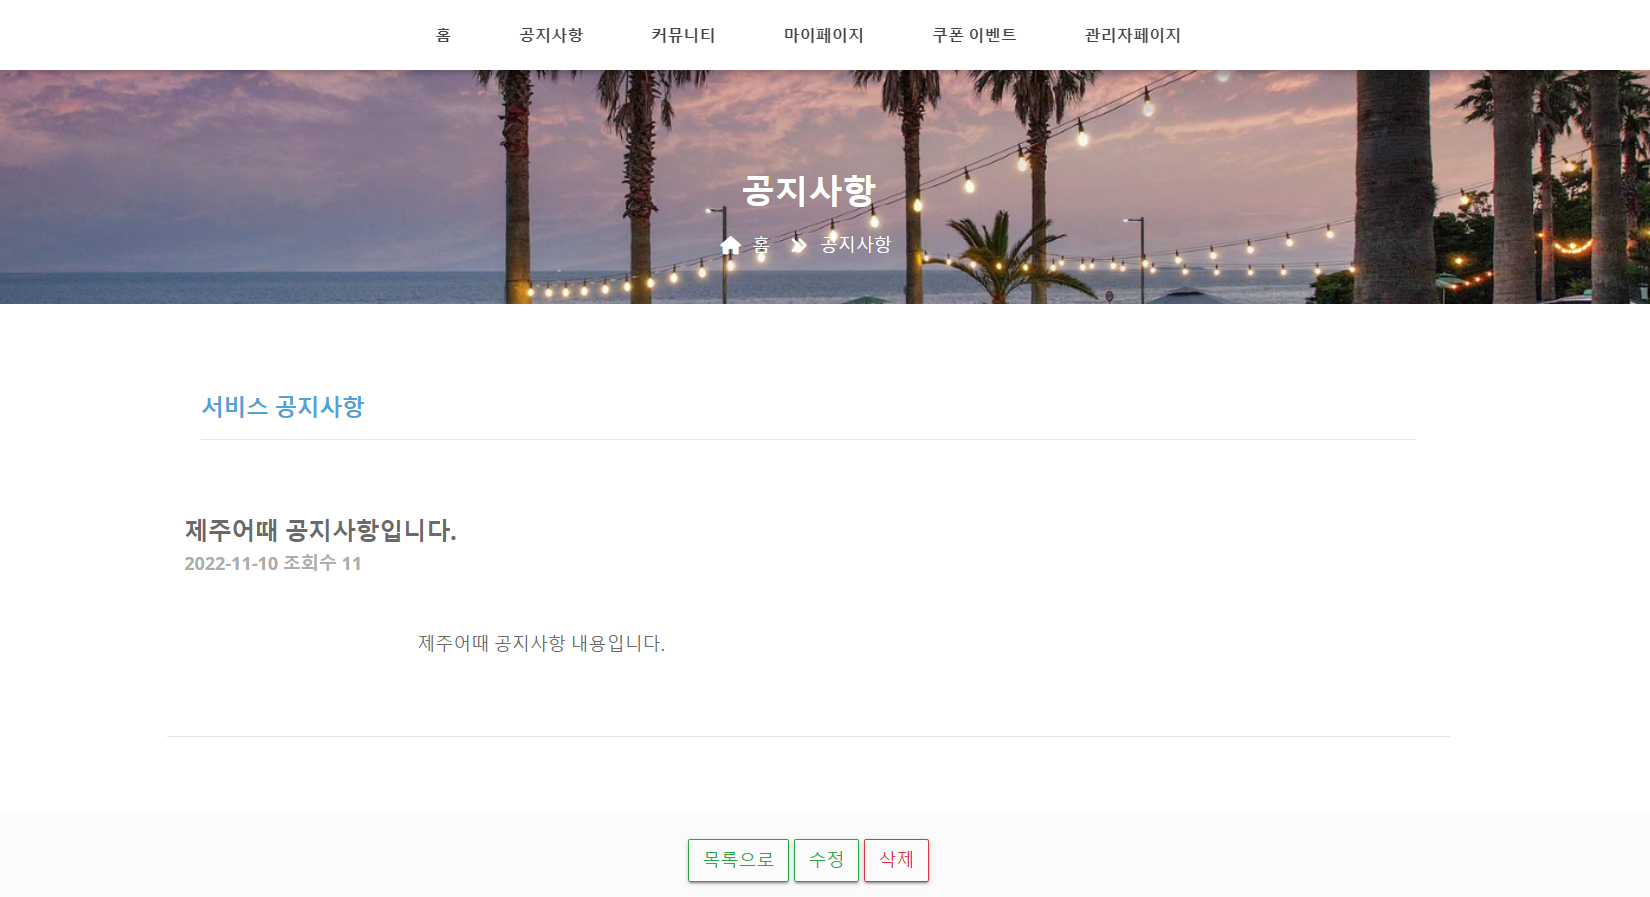 홈 공지사항 커뮤니티 마이페이지 쿠폰 이벤트 관리자페이지
공지사항
홈 공지사항
서비스 공지사항
제주어때 공지사항입니다.
2022-11-10 조회수 11
제주어때 공지사항 내용입니다.
목록으로 수정 삭제